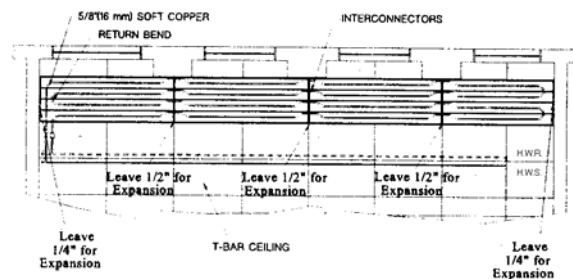 5/8"(16 mm) SOFT COPPER
INTERCONNECTORS
RETURN BEND
H.W.R.
H.W.S.
Leave 1/2" for
Expansion
Leave 1/2" for
Expansion
Leave 1/2" for
Expansion
Leave
1/4" for
Expansion
T-BAR CEILING
Leave
1/4" for
Expansion